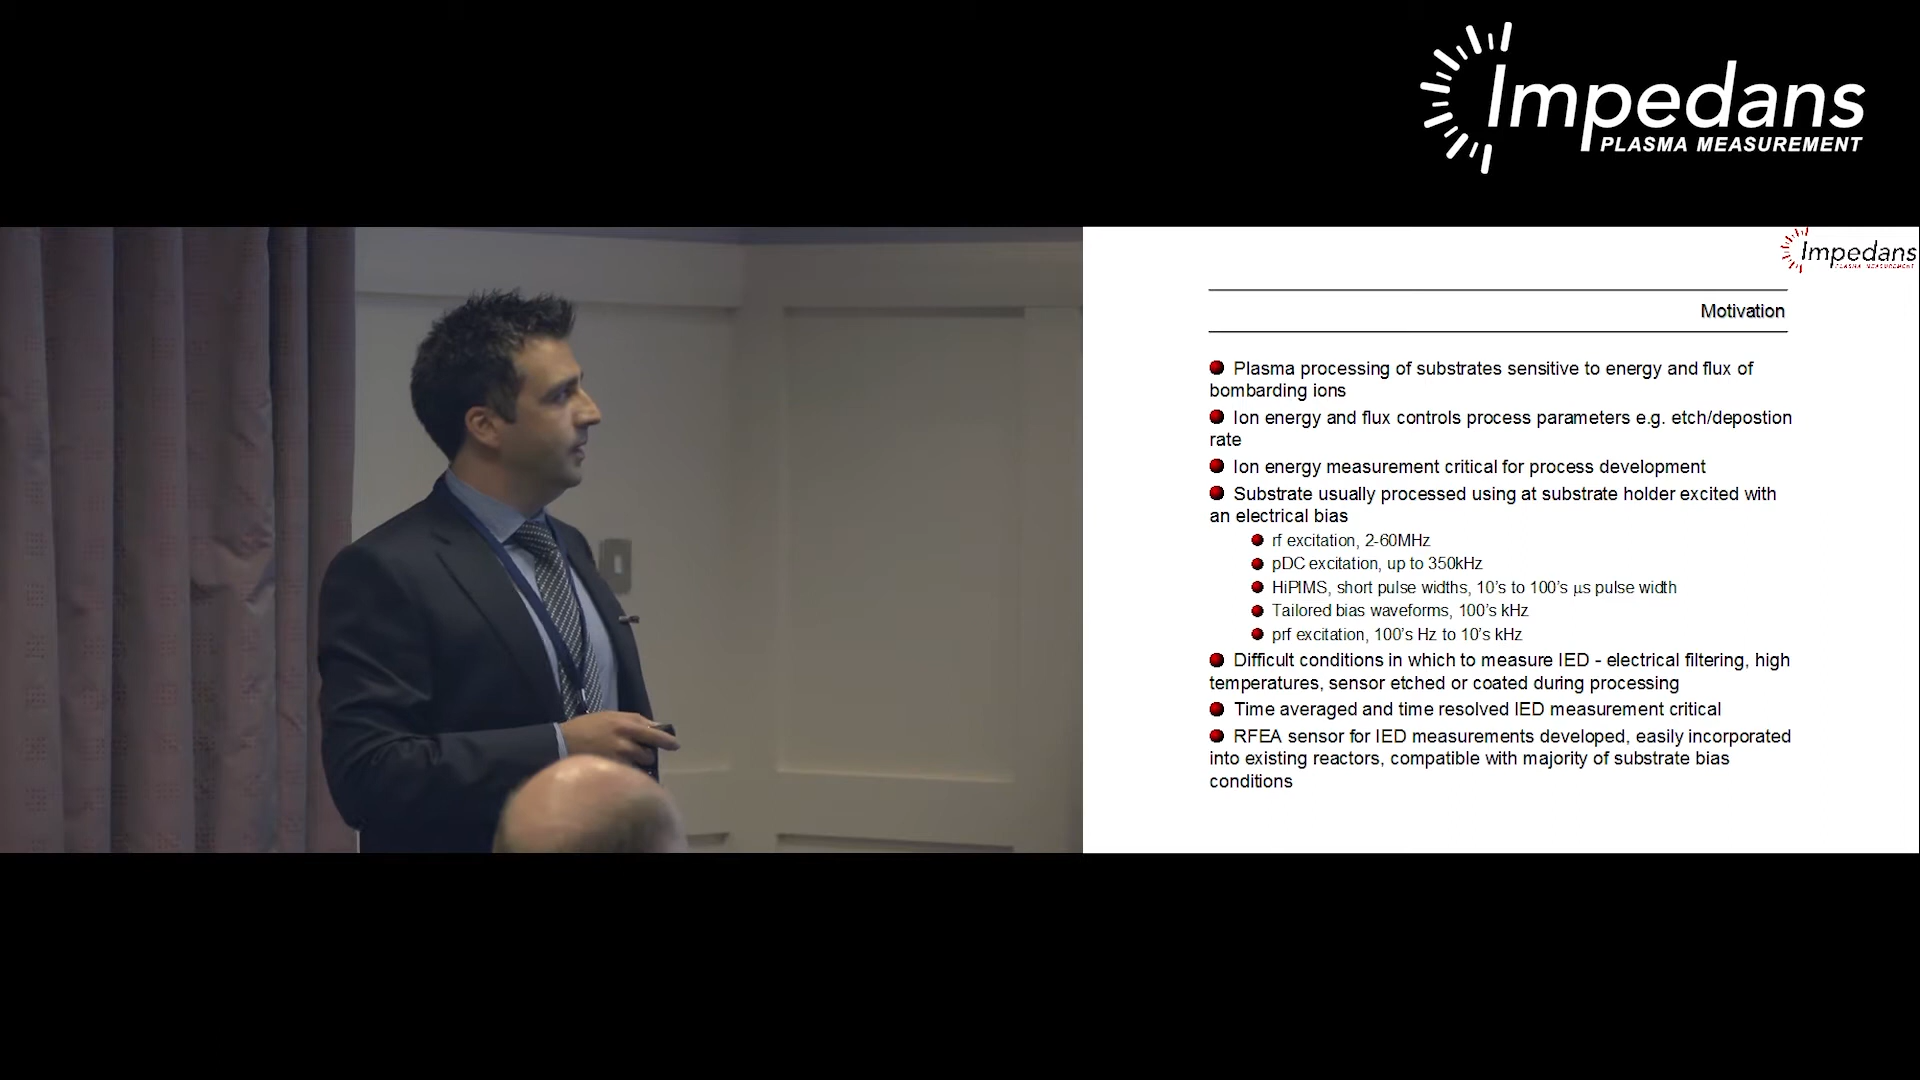 Impedans
PLASMA MEASUREMENT
Impedans
PLASMA MEASUREMENT
Motivation
Plasma processing of substrates sensitive to energy and flux of
bombarding ions
Ion energy and flux controls process parameters e.g. etch/depostion
rate
Ion energy measurement critical for process development
Substrate usually processed using at substrate holder excited with
an electrical bias
rf excitation, 2-60MHz
pDC excitation, up to 350kHz
HiPIMS, short pulse widths, 10’s to 100’s µs pulse width
Tailored bias waveforms, 100’s kHz
prf excitation, 100’s Hz to 10’s kHz
Difficult conditions in which to measure IED - electrical filtering, high
temperatures, sensor etched or coated during processing
Time averaged and time resolved IED measurement critical
RFEA sensor for IED measurements developed, easily incorporated
into existing reactors, compatible with majority of substrate bias
conditions